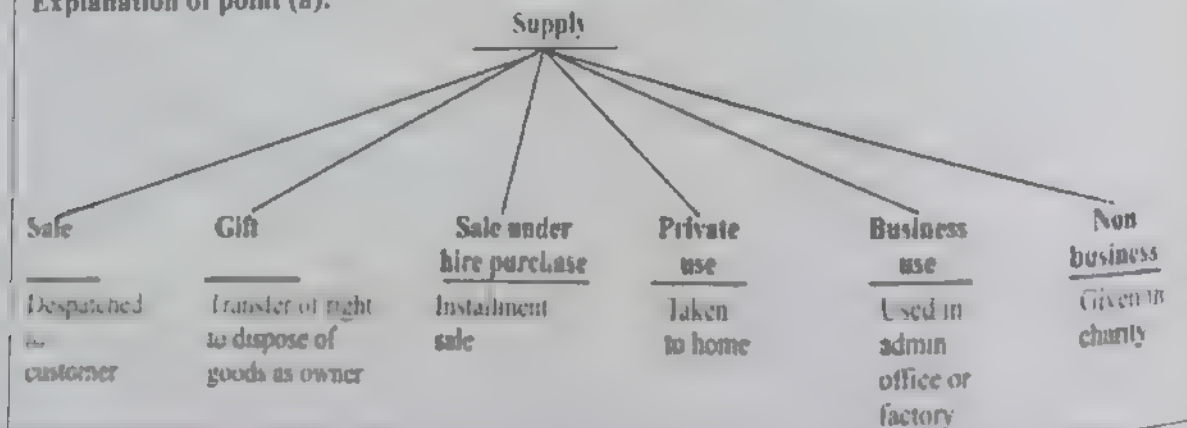 Explanation of point (a).
Supply
Sale
Despatched
customer
Gift
Transfer of right
to dispose of
goods as owner
Sale under
hire purchase
Installment
sale
Private
use
Taken
to home
Business
use
Used in
admin
office or
factory
Non
business
Given in
charity